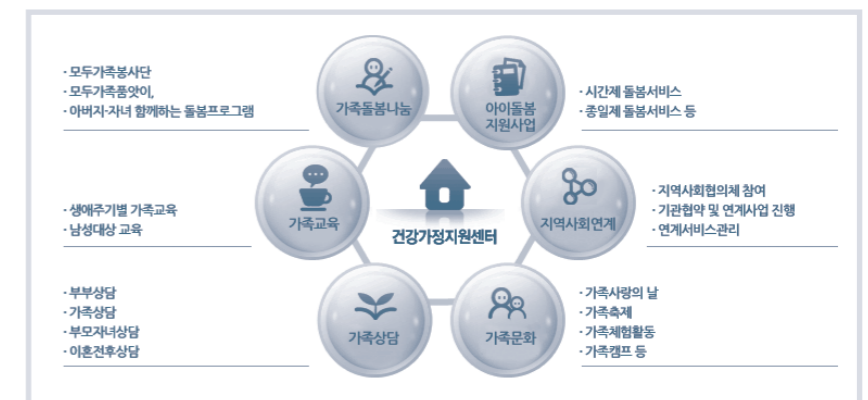 · 모두가족봉사단
· 모두가족품앗이,
· 아버지-자녀 함께하는 돌봄프로그램
가족돌봄나눔
아이돌봄
지원사업
· 시간제 돌봄서비스
· 종일제 돌봄서비스 등
· 생애주기별 가족교육
· 남성대상 교육
가족교육
건강가정지원센터
지역사회연계
· 지역사회협의체 참여
· 기관협약 및 연계사업 진행
· 연계서비스관리
· 부부상담
· 가족상담
· 부모자녀상담
· 이혼전후상담
가족상담
가족문화
· 가족사랑의 날
· 가족축제
· 가족체험활동
· 가족캠프 등